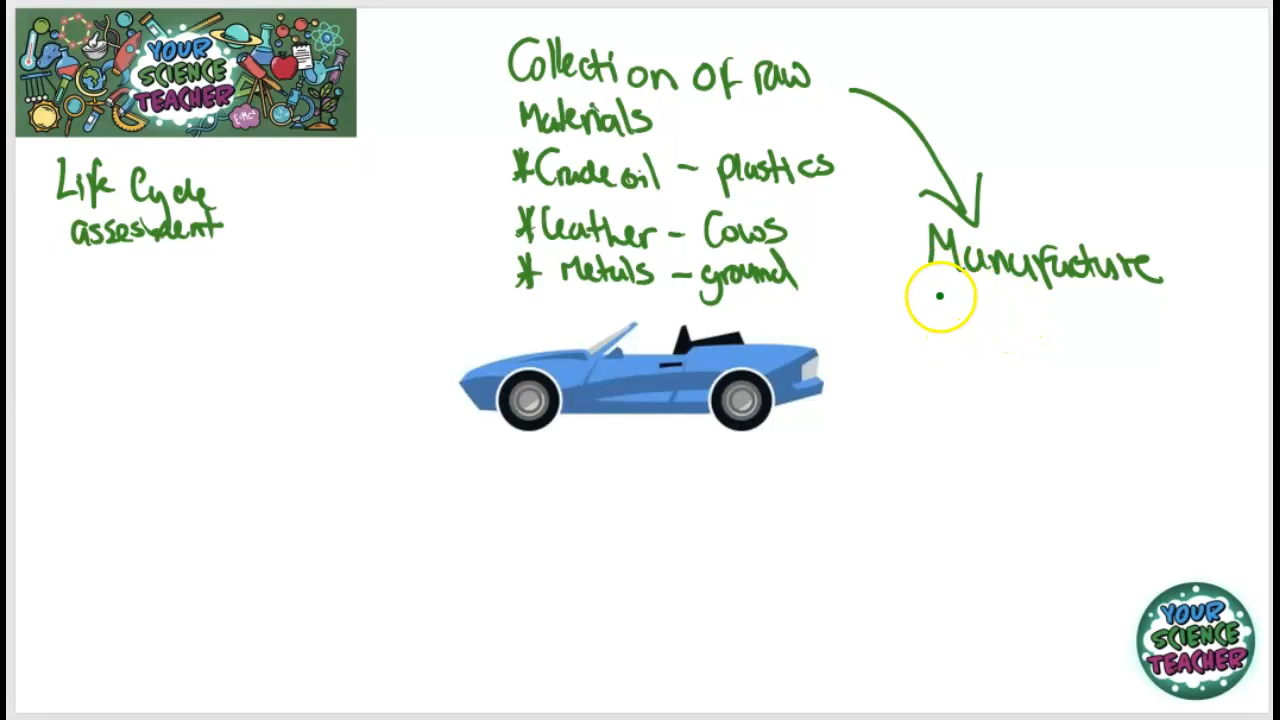 YOUR
SCIENCE
TEACHER
E=MC²
Life Cycle
assessment
Collection of raw
Materials
*Crude oil - plastics
*leather - Cows
* Metals - ground
Manufacture
YOUR
SCIENCE
TEACHER